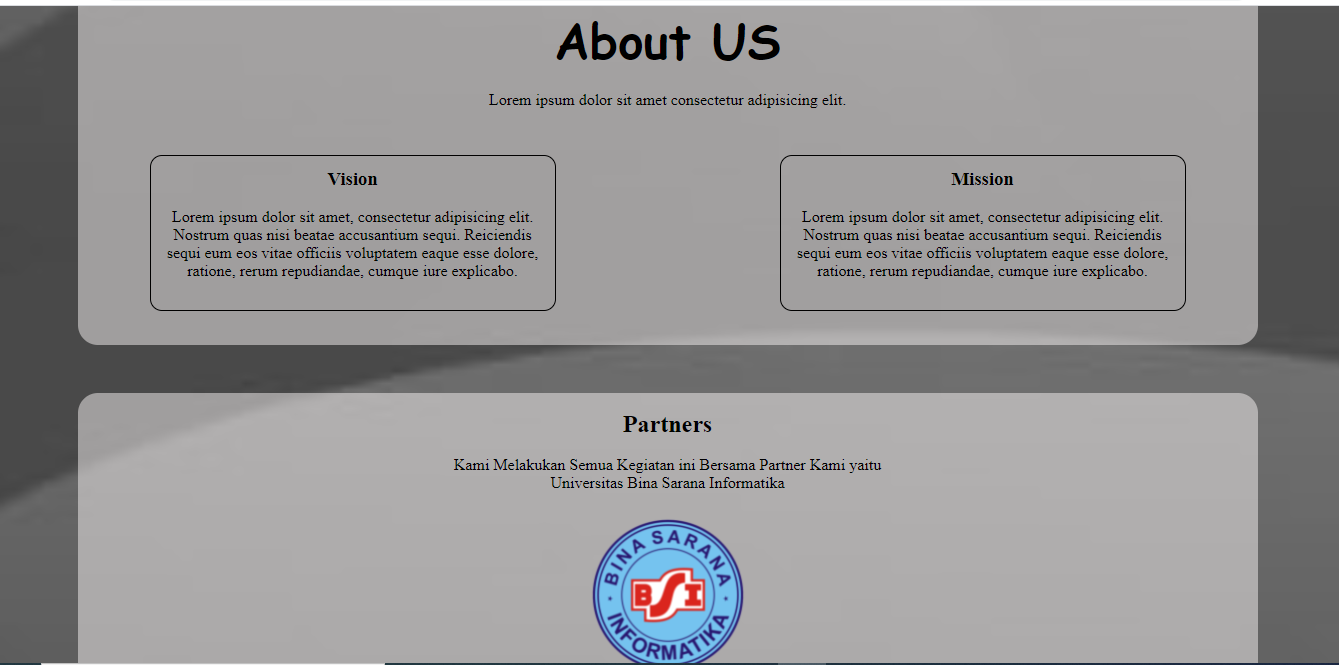 About US
Lorem ipsum dolor sit amet consectetur adipisicing elit.
Vision
Lorem ipsum dolor sit amet, consectetur adipisicing elit.
Nostrum quas nisi beatae accusantium sequi. Reiciendis
sequi eum eos vitae officiis voluptatem eaque esse dolore,
ratione, rerum repudiandae, cumque iure explicabo.
Mission
Lorem ipsum dolor sit amet, consectetur adipisicing elit.
Nostrum quas nisi beatae accusantium sequi. Reiciendis
sequi eum eos vitae officiis voluptatem eaque esse dolore,
ratione, rerum repudiandae, cumque iure explicabo.
Partners
Kami Melakukan Semua Kegiatan ini Bersama Partner Kami yaitu
Universitas Bina Sarana Informatika
BINA SARANA
BSI
INFORMATIKA